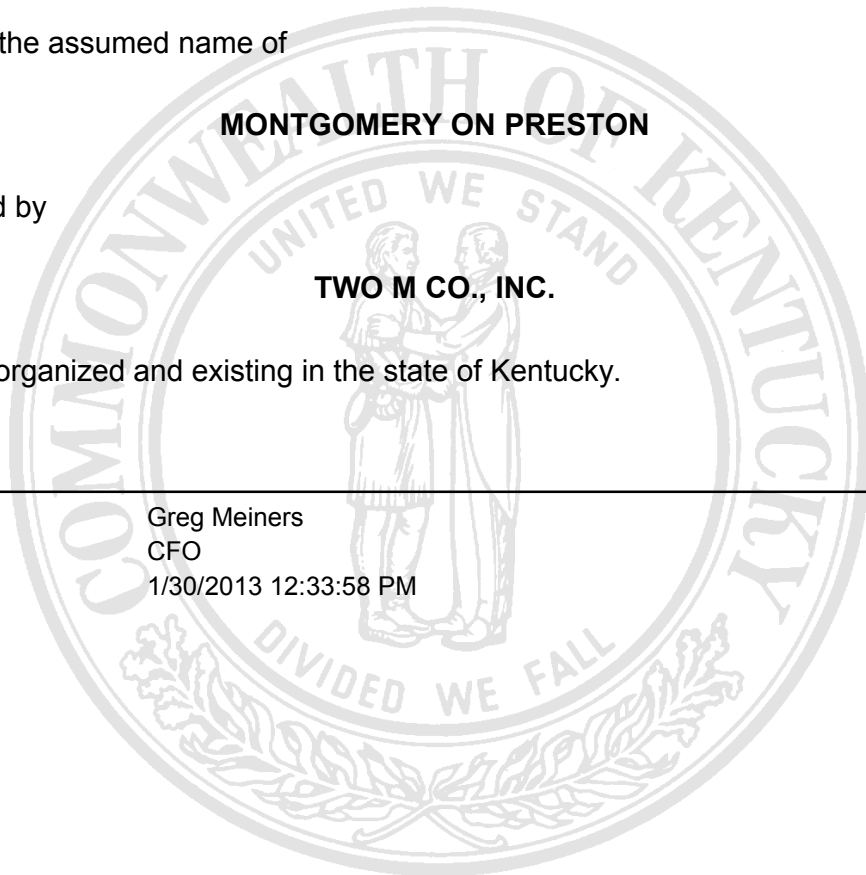 the assumed name of
MONTGOMERY ON PRESTON
d by
TWO M CO., INC.
organized and existing in the state of Kentucky.
Greg Meiners
CFO
1/30/2013 12:33:58 PM
COMMONWEALTH OF KENTUCKY
UNITED WE STAND
DIVIDED WE FALL